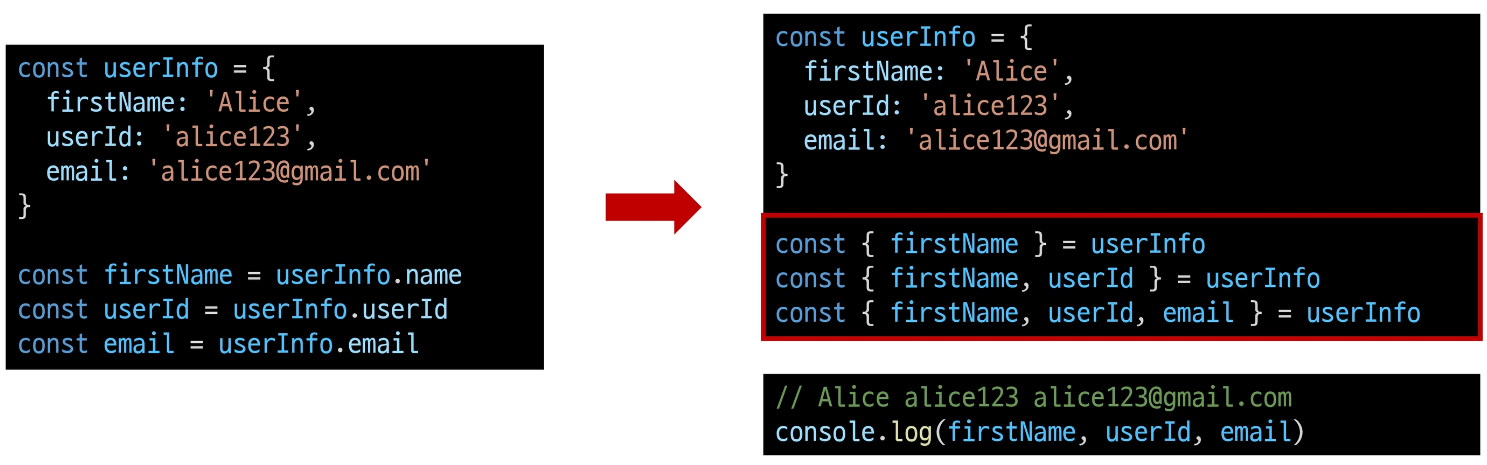 const userInfo = {
  firstName: 'Alice',
  userId: 'alice123',
  email: 'alice123@gmail.com'
}
const firstName = userInfo.name
const userId = userInfo.userId
const email = userInfo.email
const userInfo = {
  firstName: 'Alice',
  userId: 'alice123',
  email: 'alice123@gmail.com'
}
const { firstName } = userInfo
const { firstName, userId } = userInfo
const { firstName, userId, email } = userInfo
// Alice alice123 alice123@gmail.com
console.log(firstName, userId, email)